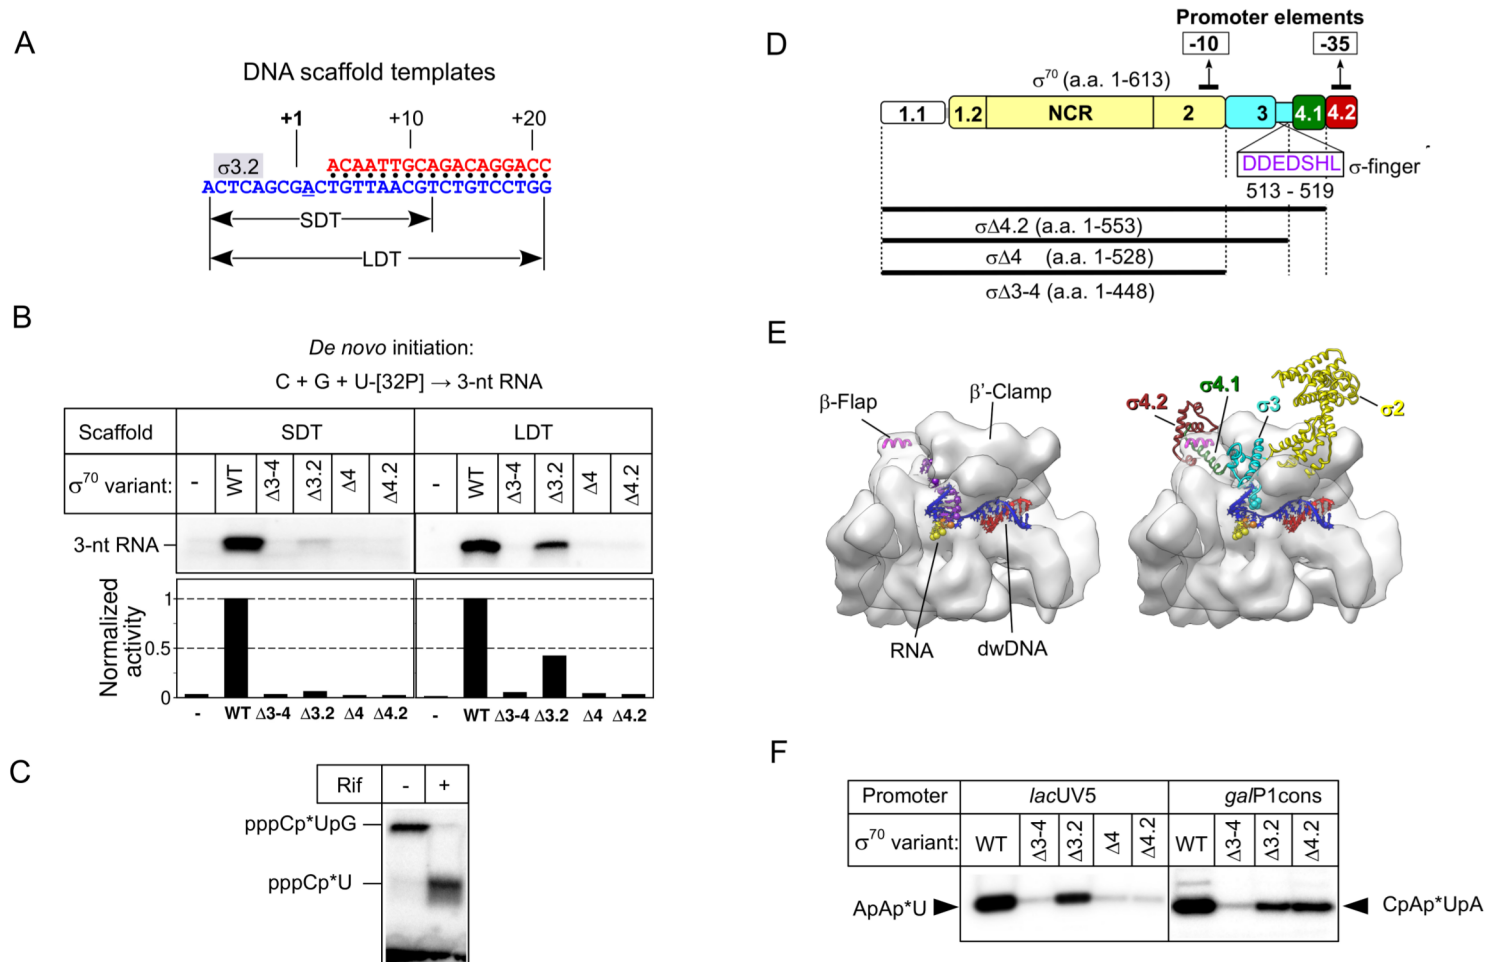 A
DNA scaffold templates
+1
+10
+20
σ3.2
ACAATTGCAGACAGGACC
ACTCAGCGACTGTTAACGTCTGTCCTGG
SDT
LDT
B
De novo initiation:
C + G + U-[32P] → 3-nt RNA
Scaffold
SDT
LDT
σ70 variant:
-
WT
Δ3-4
Δ3.2
Δ4
Δ4.2
-
WT
Δ3-4
Δ3.2
Δ4
Δ4.2
3-nt RNA
Normalized activity
1
0.5
0
- WT Δ3-4 Δ3.2 Δ4 Δ4.2
- WT Δ3-4 Δ3.2 Δ4 Δ4.2
C
Rif
-
+
pppCp*UpG
pppCp*U
D
Promoter elements
-10
-35
σ70 (a.a. 1-613)
1.1
1.2
NCR
2
3
4.1
4.2
DDEDSHL
σ-finger
513 - 519
σΔ4.2 (a.a. 1-553)
σΔ4 (a.a. 1-528)
σΔ3-4 (a.a. 1-448)
E
β-Flap
β'-Clamp
RNA
dwDNA
σ4.2
σ4.1
σ3
σ2
F
Promoter
lacUV5
galP1cons
σ70 variant:
WT
Δ3-4
Δ3.2
Δ4
Δ4.2
WT
Δ3-4
Δ3.2
Δ4.2
ApAp*U
CpAp*UpA